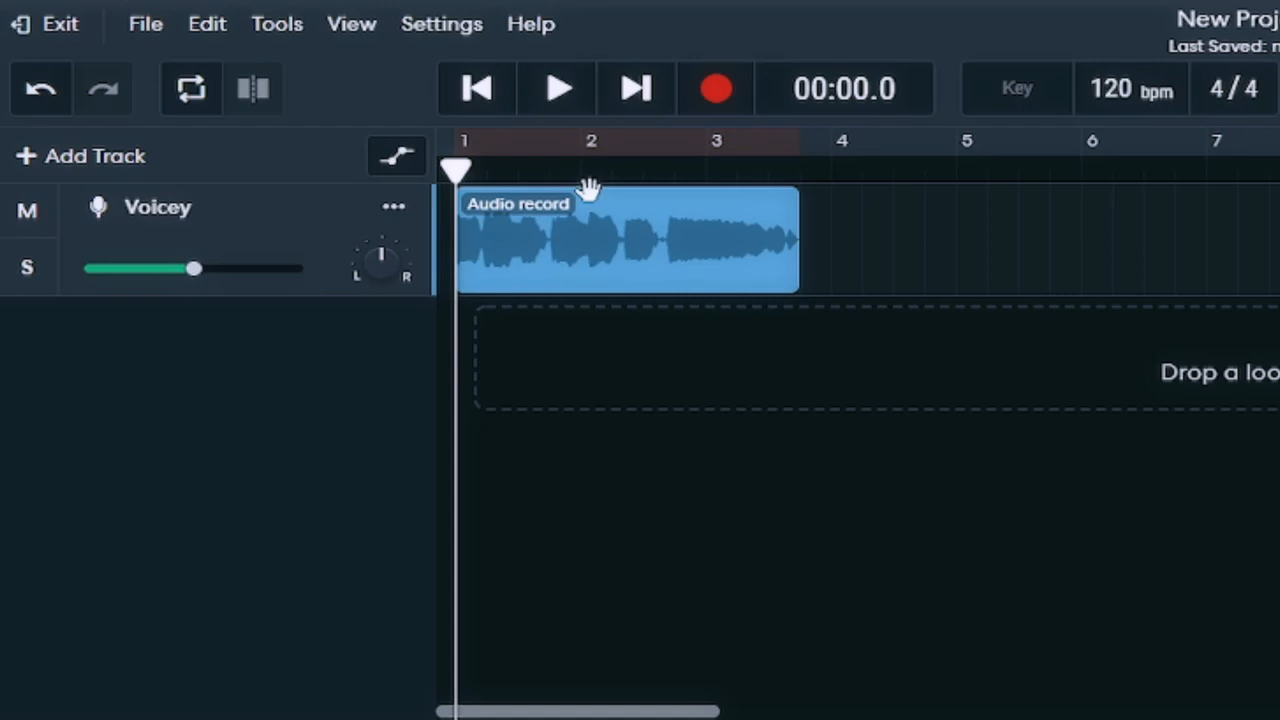 Exit File Edit Tools View Settings Help
New Proj
Last Saved:
00:00.0 Key 120 bpm 4/4
Add Track
1 2 3 4 5 6 7
M Voicey
Audio record
S L R
Drop a loo